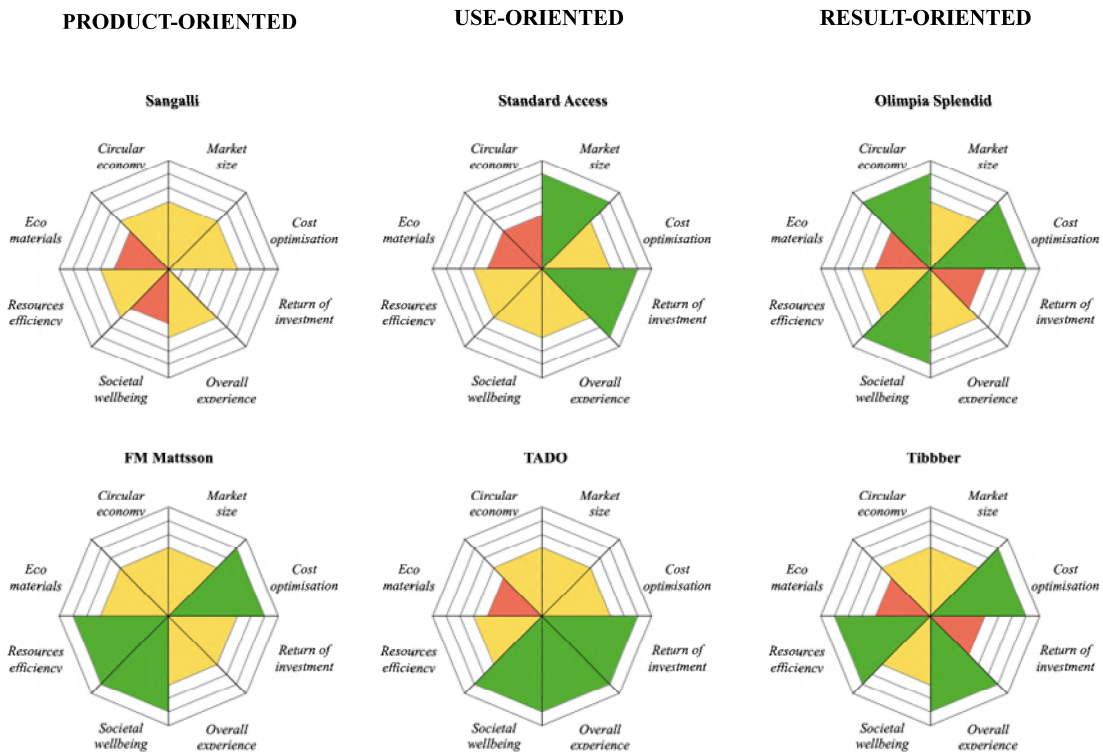 PRODUCT-ORIENTED
USE-ORIENTED
RESULT-ORIENTED
Sangalli
Standard Access
Olimpia Splendid
Circular
economy
Market
size
Eco
materials
Cost
optimisation
Resources
efficiency
Return of
investment
Societal
wellbeing
Overall
experience
Circular
economy
Market
size
Eco
materials
Cost
optimisation
Resources
efficiency
Return of
investment
Societal
wellbeing
Overall
experience
Circular
economy
Market
size
Eco
materials
Cost
optimisation
Resources
efficiency
Return of
investment
Societal
wellbeing
Overall
experience
FM Mattsson
TADO
Tibbber
Circular
economy
Market
size
Eco
materials
Cost
optimisation
Resources
efficiency
Return of
investment
Societal
wellbeing
Overall
experience
Circular
economy
Market
size
Eco
materials
Cost
optimisation
Resources
efficiency
Return of
investment
Societal
wellbeing
Overall
experience
Circular
economy
Market
size
Eco
materials
Cost
optimisation
Resources
efficiency
Return of
investment
Societal
wellbeing
Overall
experience